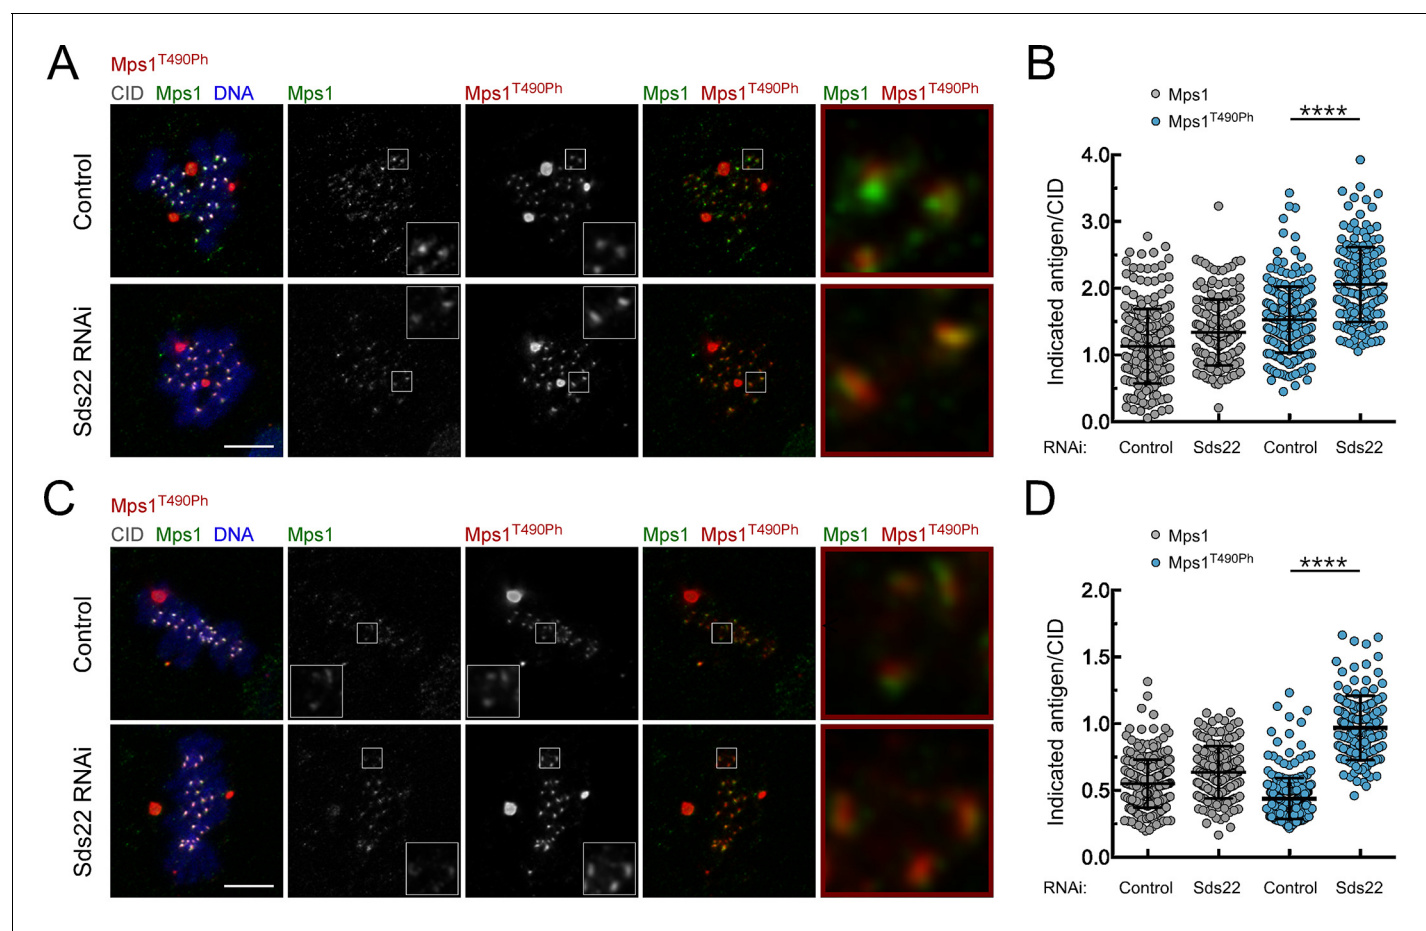 A
Mps1T490Ph
CID Mps1 DNA
Mps1
Mps1T490Ph
Mps1 Mps1T490Ph
Mps1 Mps1T490Ph
Control
Sds22 RNAi
B
Mps1
Mps1T490Ph
****
Indicated antigen/CID
4.0
3.0
2.0
1.0
0.0
RNAi: Control Sds22 Control Sds22
C
Mps1T490Ph
CID Mps1 DNA
Mps1
Mps1T490Ph
Mps1 Mps1T490Ph
Mps1 Mps1T490Ph
Control
Sds22 RNAi
D
Mps1
Mps1T490Ph
****
Indicated antigen/CID
2.0
1.5
1.0
0.5
0.0
RNAi: Control Sds22 Control Sds22